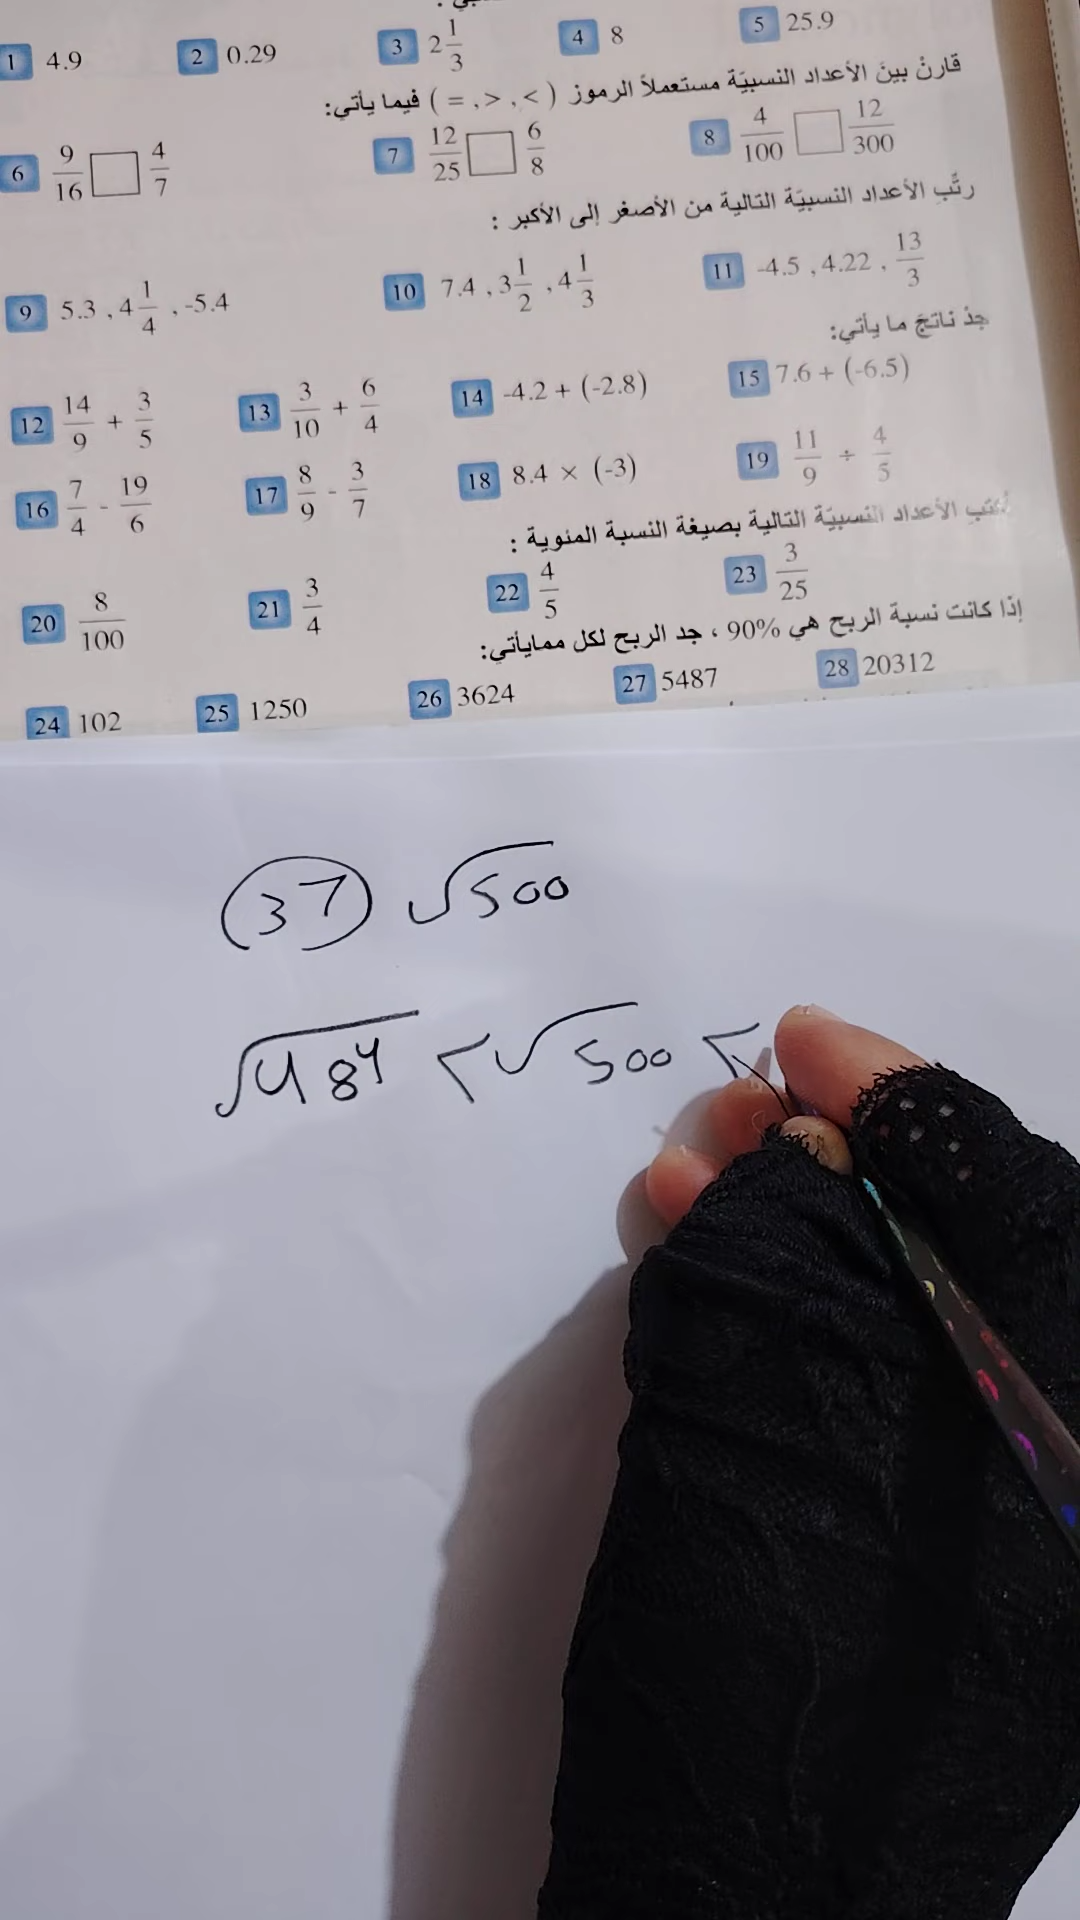 1 4.9 2 0.29 3 2 1/3 4 8 5 25.9
قارنْ بينَ الأعداد النسبيّة مستعملاً الرموز ( > , < , = ) فيما يأتي:
6 9/16 □ 4/7 7 12/25 □ 6/8 8 4/100 □ 12/300
رتَّبِ الأعداد النسبيّة التالية من الأصغر إلى الأكبر :
9 5.3 , 4 1/4 , -5.4 10 7.4 , 3 1/2 , 4 1/3 11 -4.5 , 4.22 , 13/3
جدْ ناتجَ ما يأتي:
12 14/9 + 3/5 13 3/10 + 6/4 14 -4.2 + (-2.8) 15 7.6 + (-6.5)
16 7/4 - 19/6 17 8/9 - 3/7 18 8.4 × (-3) 19 11/9 ÷ 4/5
أكتبِ الأعداد النسبيّة التالية بصيغة النسبة المئوية :
20 8/100 21 3/4 22 4/5 23 3/25
إذا كانت نسبة الربح هي 90% ، جد الربح لكل ممايأتي:
24 102 25 1250 26 3624 27 5487 28 20312
37 √500
√484 < √500 <